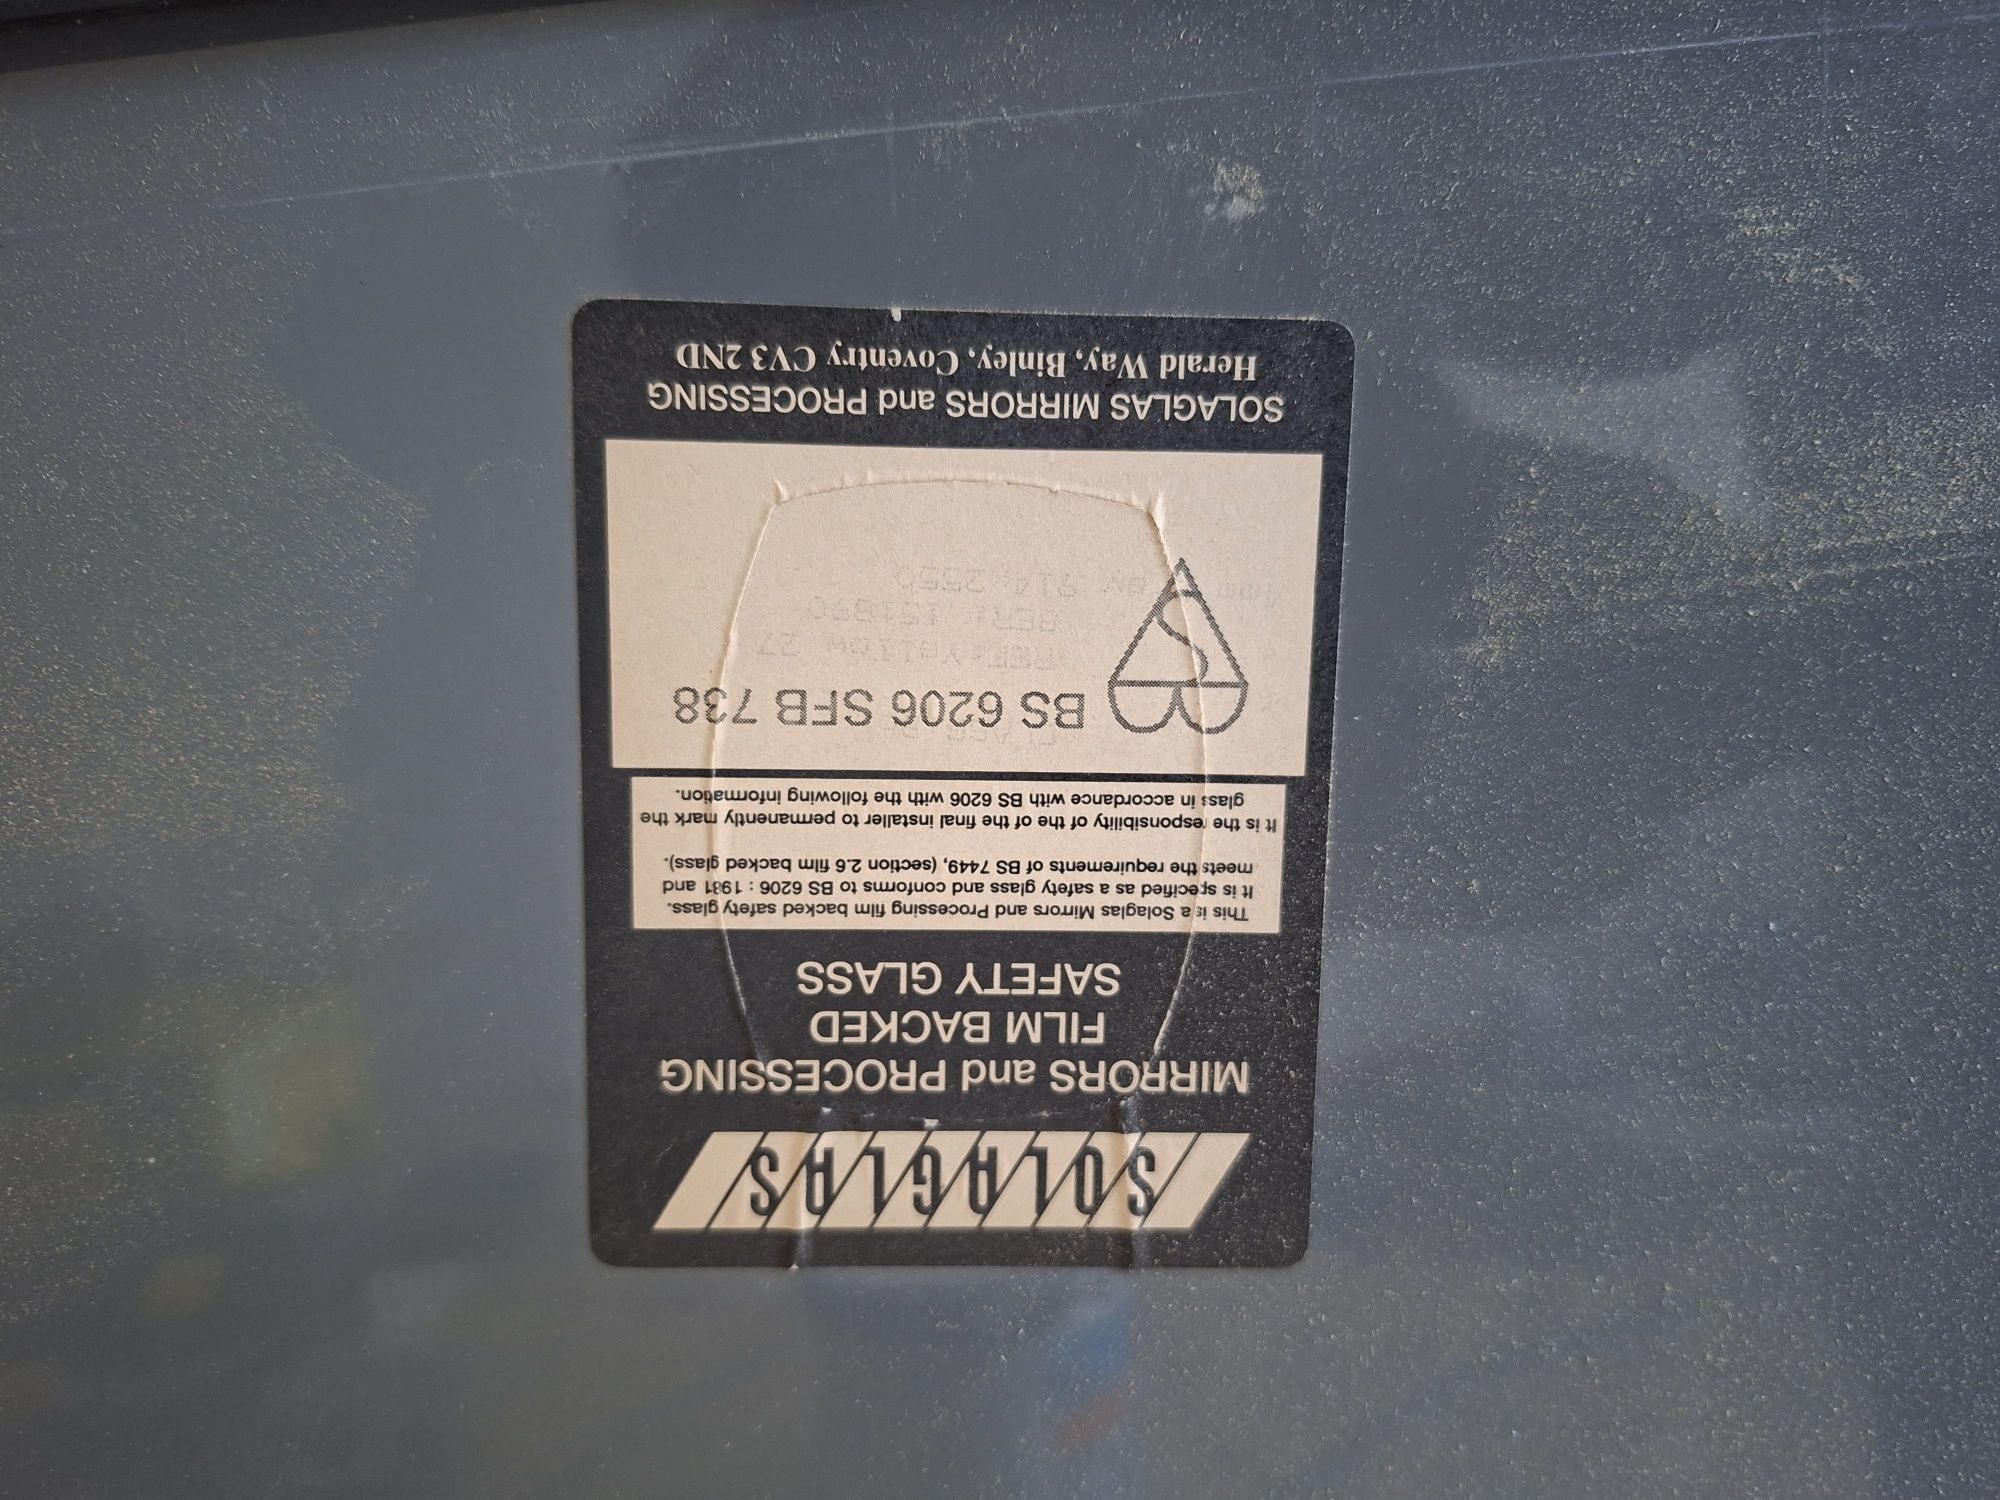 SOLAGLAS
MIRRORS and PROCESSING
FILM BACKED
SAFETY GLASS
This is a Solaglas Mirrors and Processing film backed safety glass.
It is specified as a safety glass and conforms to BS 6206 : 1981 and
meets the requirements of BS 7449, (section 2.6 film backed glass).
It is the responsibility of the of the final installer to permanently mark the
glass in accordance with BS 6206 with the following information.
BS 6206 SFB 738
SOLAGLAS MIRRORS and PROCESSING
Herald Way, Binley, Coventry CV3 2ND